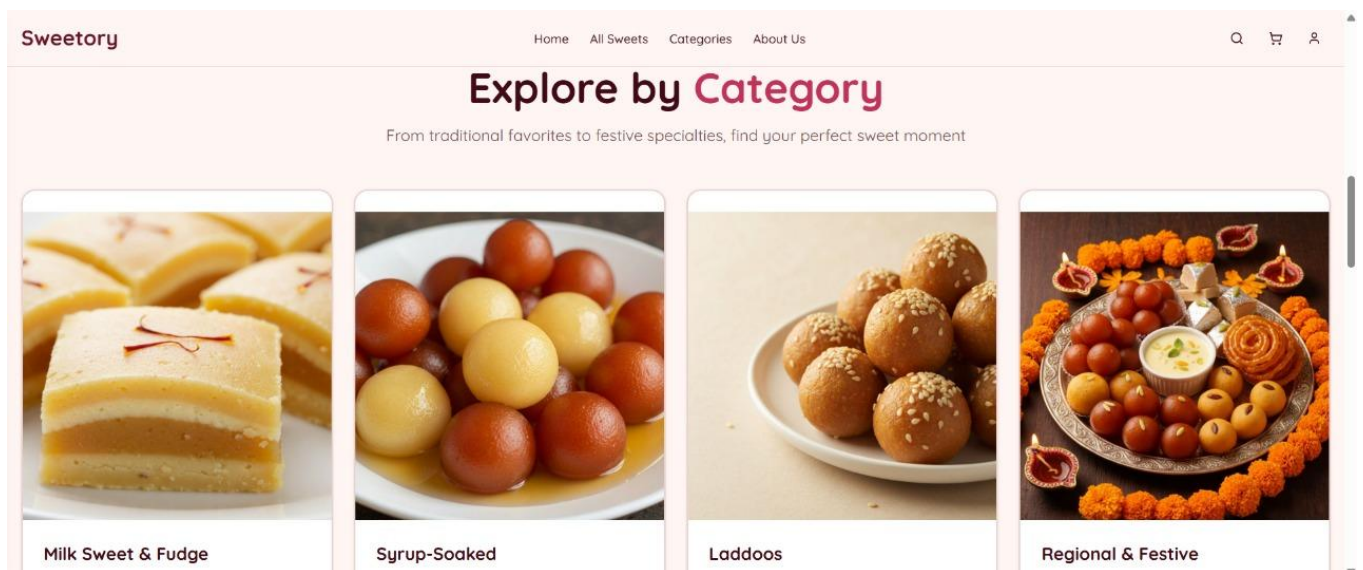 Sweetory
Home All Sweets Categories About Us
Explore by Category
From traditional favorites to festive specialties, find your perfect sweet moment
Milk Sweet & Fudge
Syrup-Soaked
Laddoos
Regional & Festive